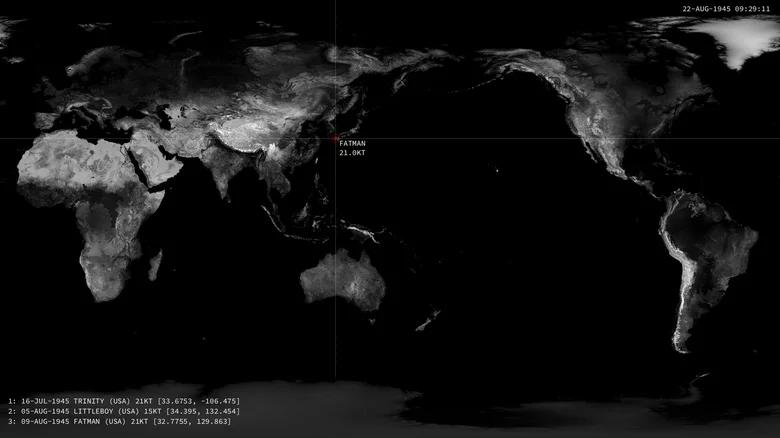 22-AUG-1945 09:29:11
FATMAN
21.0KT
1: 16-JUL-1945 TRINITY (USA) 21KT [33.6753, -106.475]
2: 05-AUG-1945 LITTLEBOY (USA) 15KT [34.395, 132.454]
3: 09-AUG-1945 FATMAN (USA) 21KT [32.7755, 129.863]